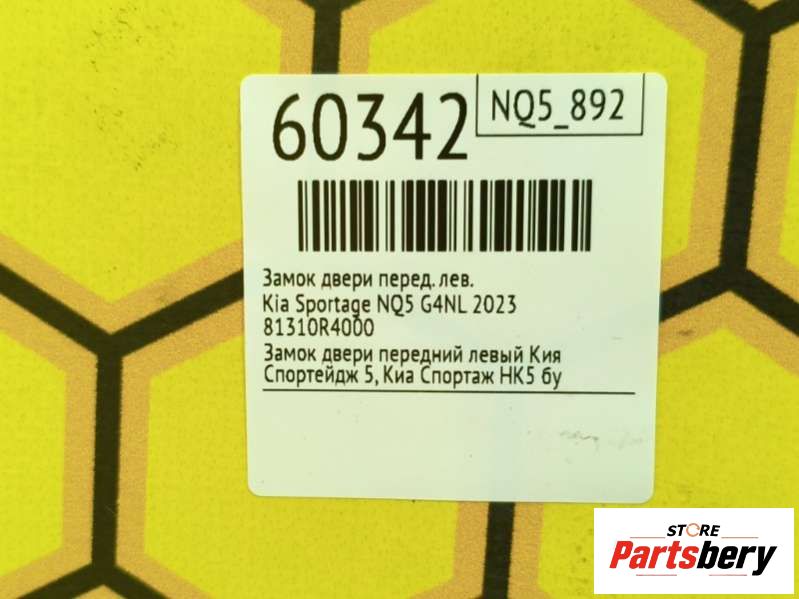 60342
NQ5_892
Замок двери перед. лев.
Kia Sportage NQ5 G4NL 2023
81310R4000
Замок двери передний левый Кия
Спортейдж 5, Киа Спортаж НК5 бу
STORE
Partsbery